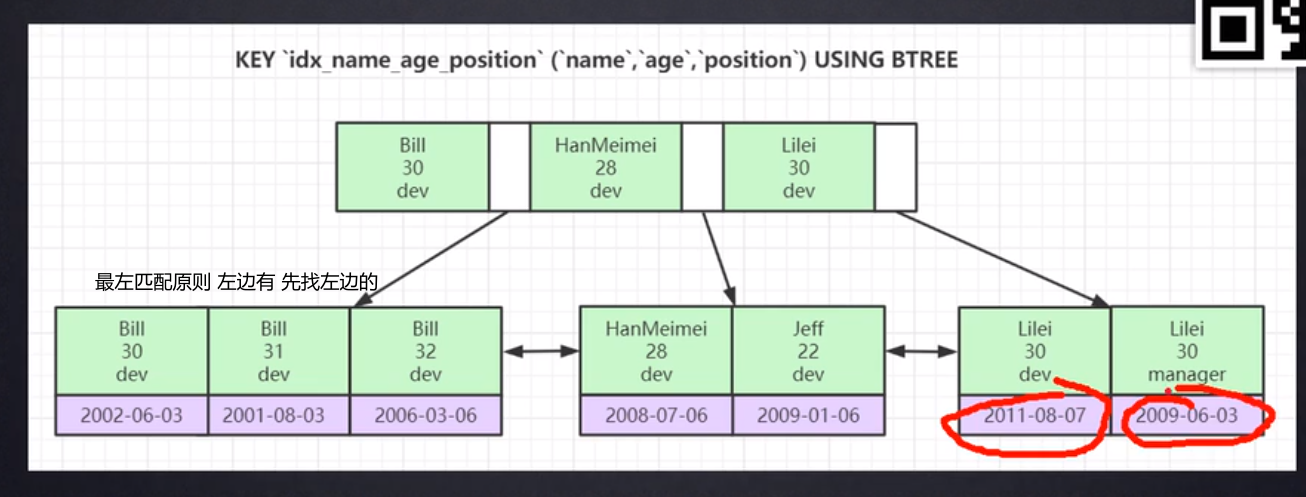 KEY `idx_name_age_position` (`name`,`age`,`position`) USING BTREE
Bill
30
dev
HanMeimei
28
dev
Lilei
30
dev
最左匹配原则 左边有 先找左边的
Bill
30
dev
2002-06-03
Bill
31
dev
2001-08-03
Bill
32
dev
2006-03-06
HanMeimei
28
dev
2008-07-06
Jeff
22
dev
2009-01-06
Lilei
30
dev
2011-08-07
Lilei
30
manager
2009-06-03